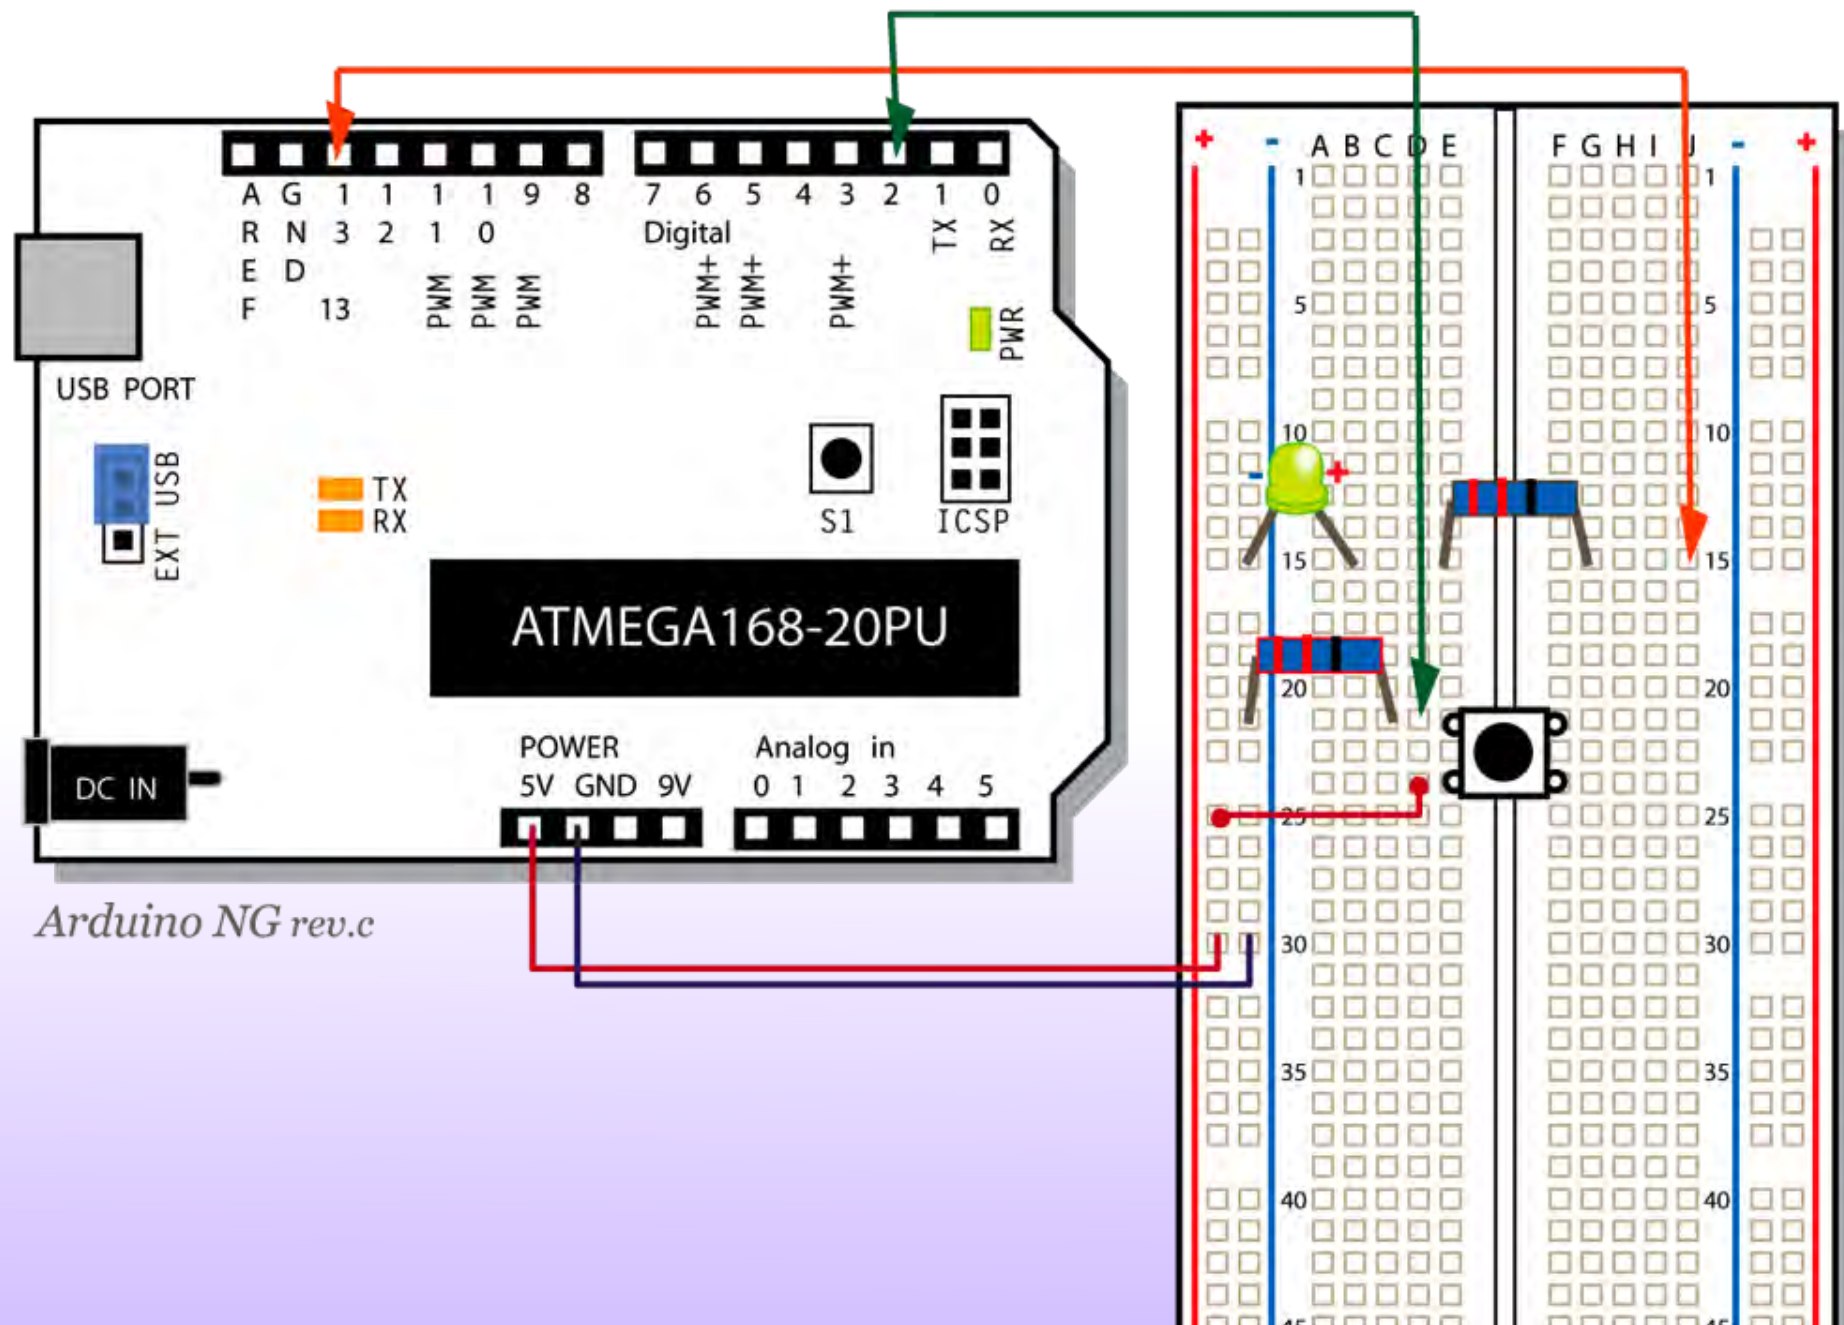 A G 1 1 1 1 9 8
R N 3 2 1 0
E D
F 13
PWM PWM PWM
7 6 5 4 3 2 1 0
Digital
PWM+ PWM+ PWM+
TX RX
PWR
USB PORT
USB
EXT
TX
RX
S1 ICSP
ATMEGA168-20PU
DC IN
POWER
5V GND 9V
Analog in
0 1 2 3 4 5
Arduino NG rev.c
+ - A B C D E F G H I J - +
1 1
5 5
10 10
- +
15 15
20 20
25 25
30 30
35 35
40 40
45 45